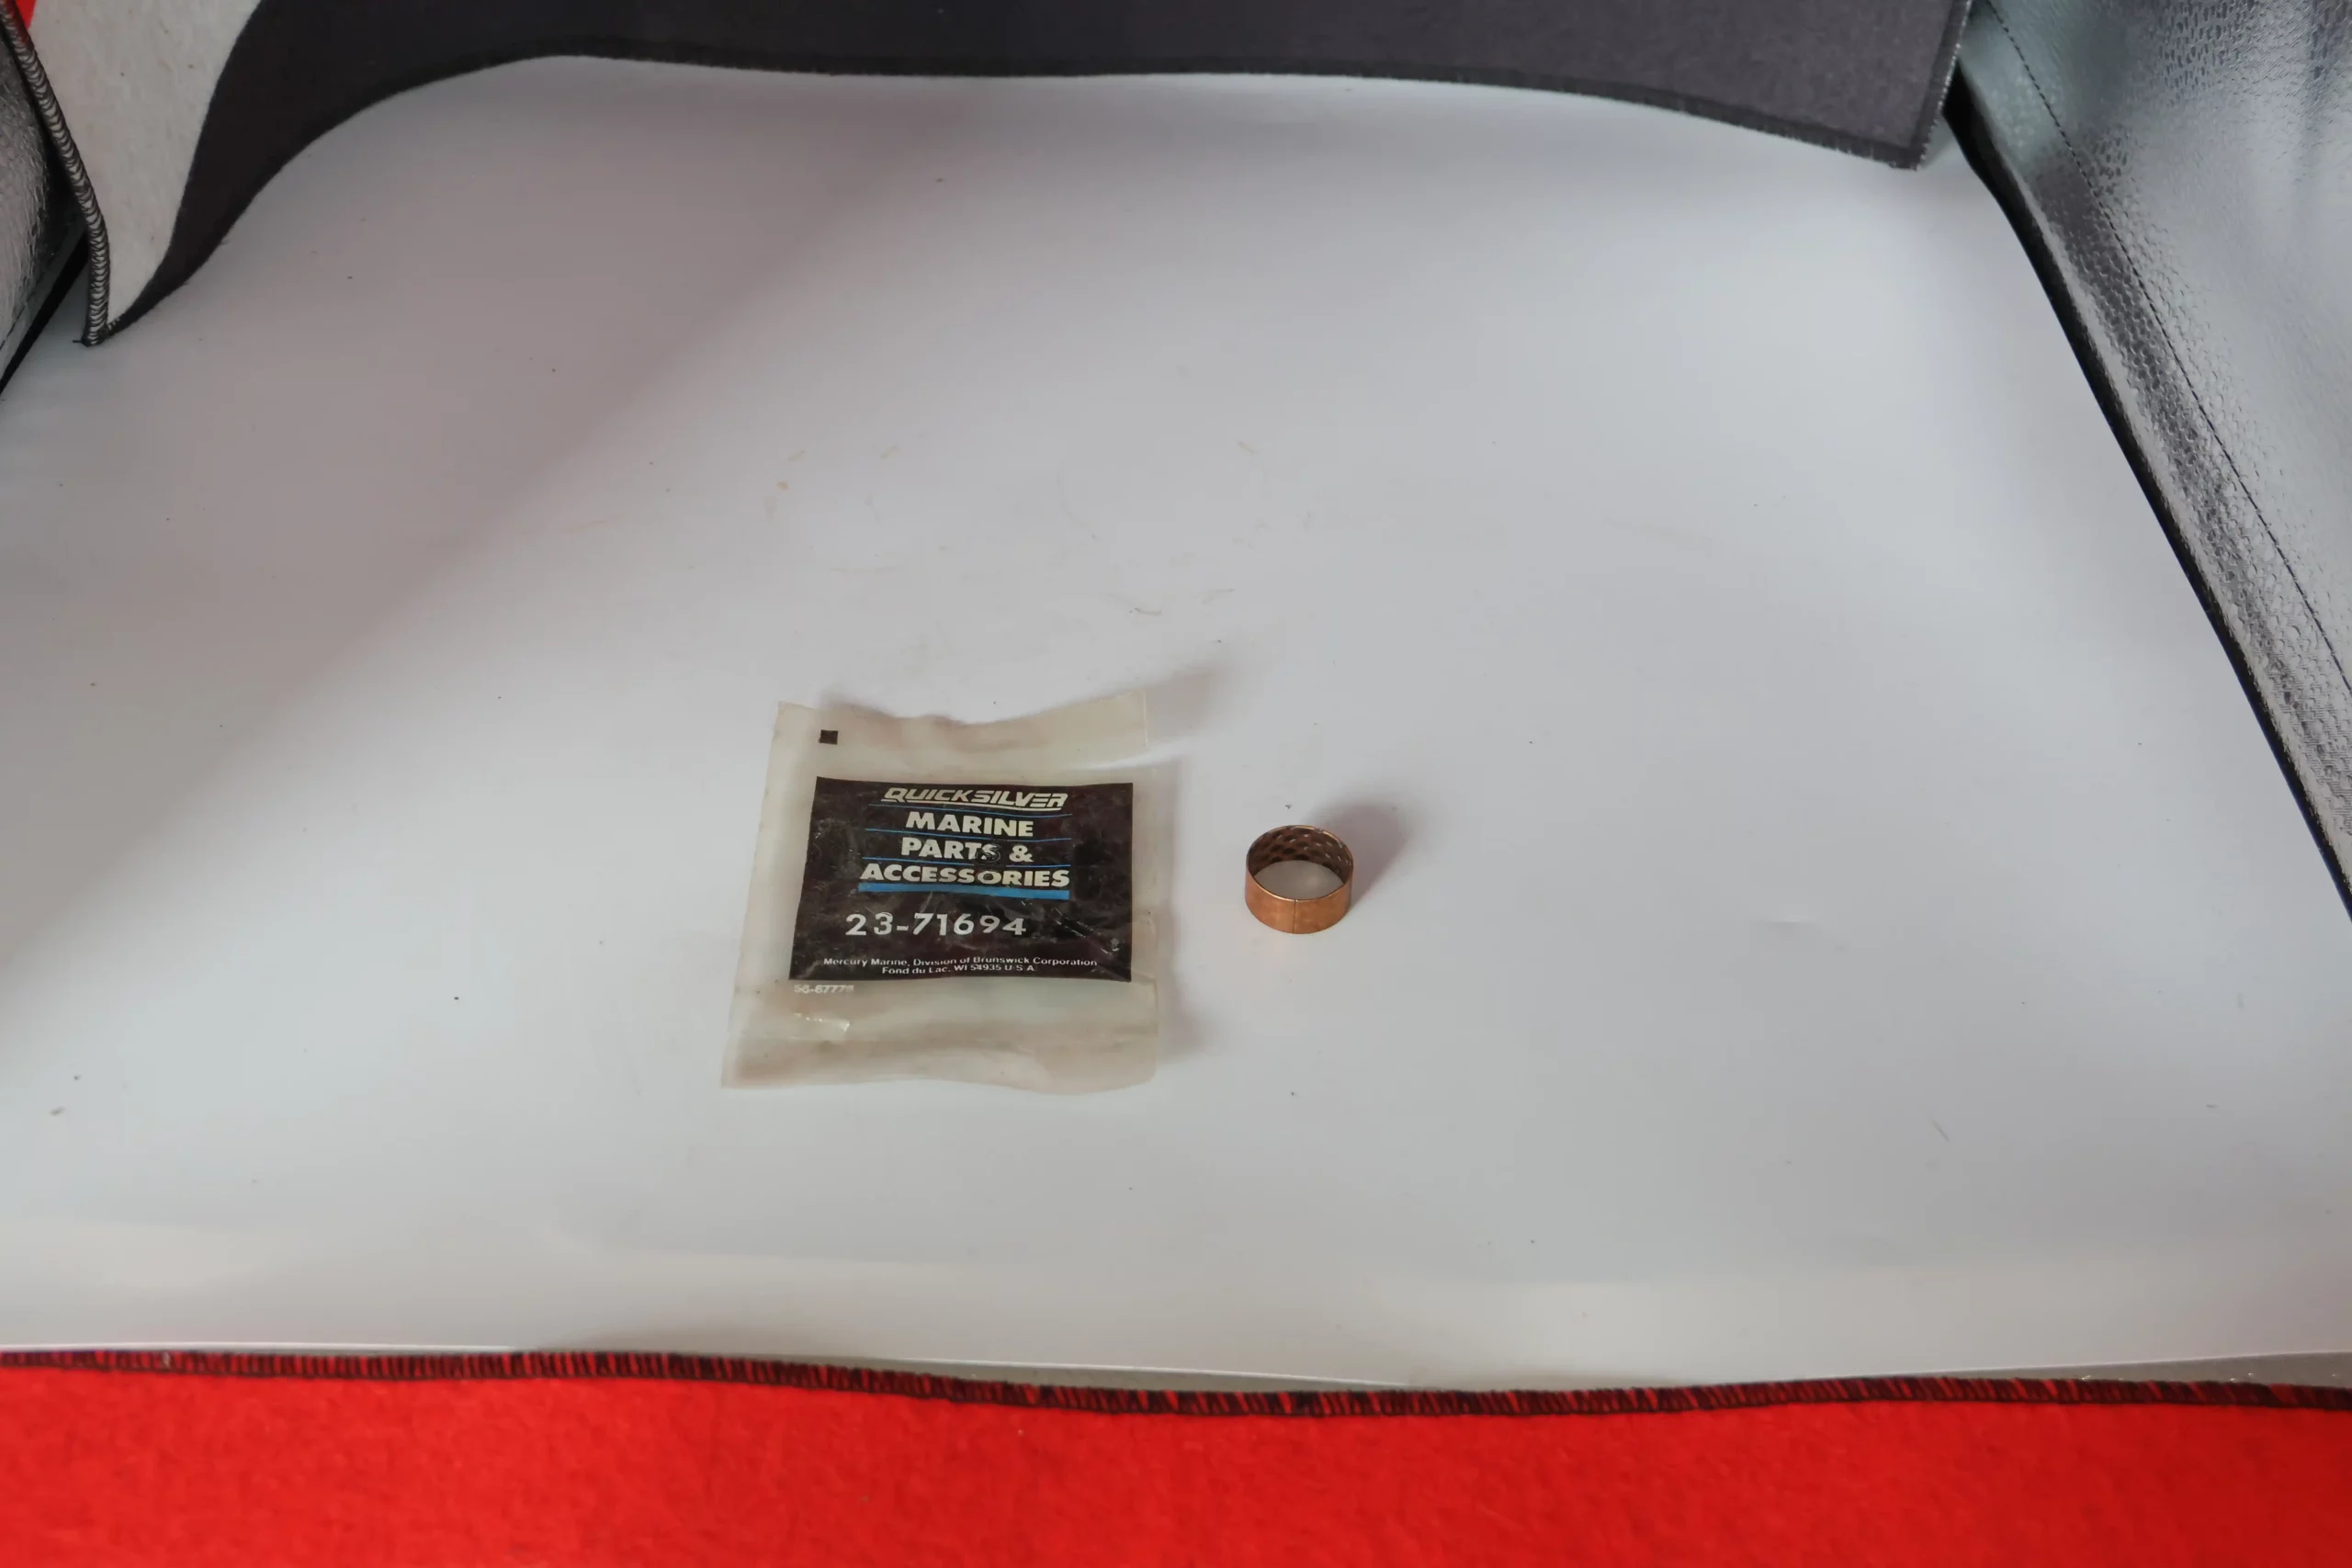 QUICKSILVER
MARINE
PARTS &
ACCESSORIES
23-71694
Mercury Marine, Division of Brunswick Corporation
Fond du Lac, WI 54935 U.S.A.